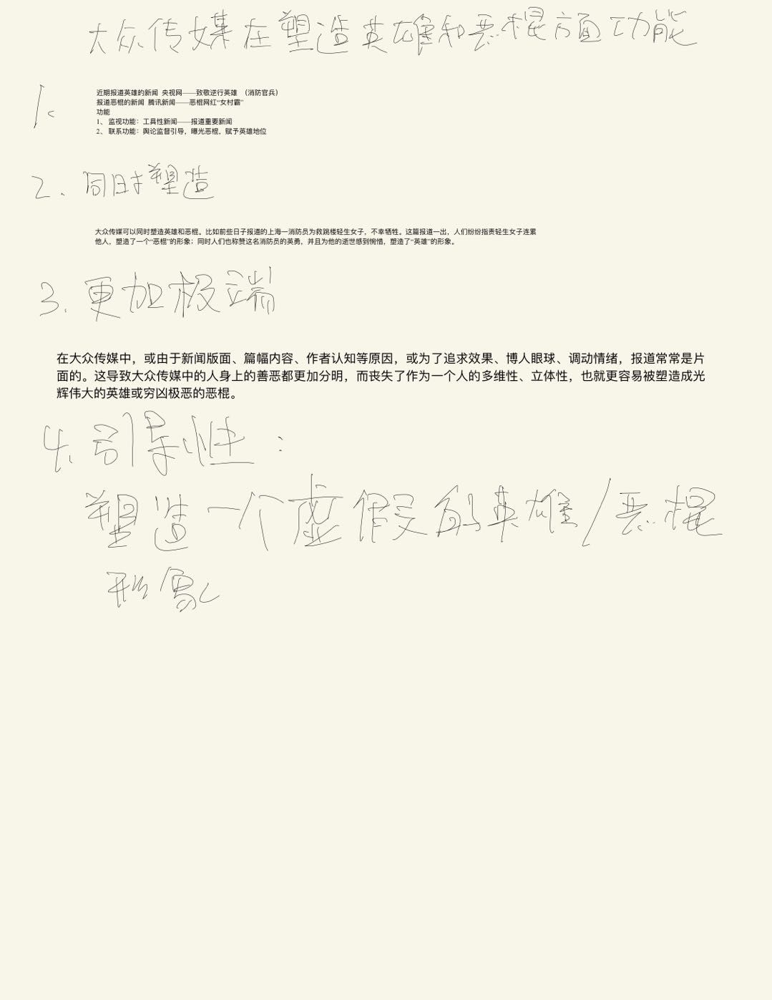 大众传媒在塑造英雄和恶棍方面功能
1.
近期报道英雄的新闻 央视网——致敬逆行英雄 （消防官兵）
报道恶棍的新闻 腾讯新闻——恶棍网红“女村霸”
功能
1、 监视功能：工具性新闻——报道重要新闻
2、 联系功能：舆论监督引导，曝光恶棍，赋予英雄地位
2. 同时塑造
大众传媒可以同时塑造英雄和恶棍。比如前些日子报道的上海一消防员为救跳楼轻生女子，不幸牺牲。这篇报道一出，人们纷纷指责轻生女子连累
他人，塑造了一个“恶棍”的形象；同时人们也称赞这名消防员的英勇，并且为他的逝世感到惋惜，塑造了“英雄”的形象。
3. 更加极端
在大众传媒中，或由于新闻版面、篇幅内容、作者认知等原因，或为了追求效果、博人眼球、调动情绪，报道常常是片
面的。这导致大众传媒中的人身上的善恶都更加分明，而丧失了作为一个人的多维性、立体性，也就更容易被塑造成光
辉伟大的英雄或穷凶极恶的恶棍。
4. 引导性：
塑造一个虚假的英雄/恶棍
形象